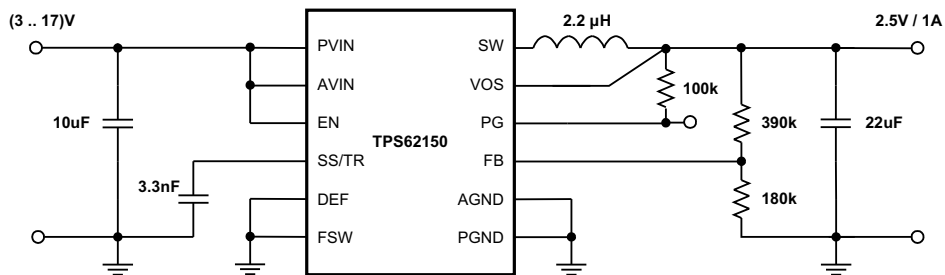 (3 .. 17)V
2.2 µH
2.5V / 1A
PVIN
SW
AVIN
VOS
100k
10uF
EN
PG
390k
22uF
TPS62150
SS/TR
FB
3.3nF
DEF
AGND
180k
FSW
PGND